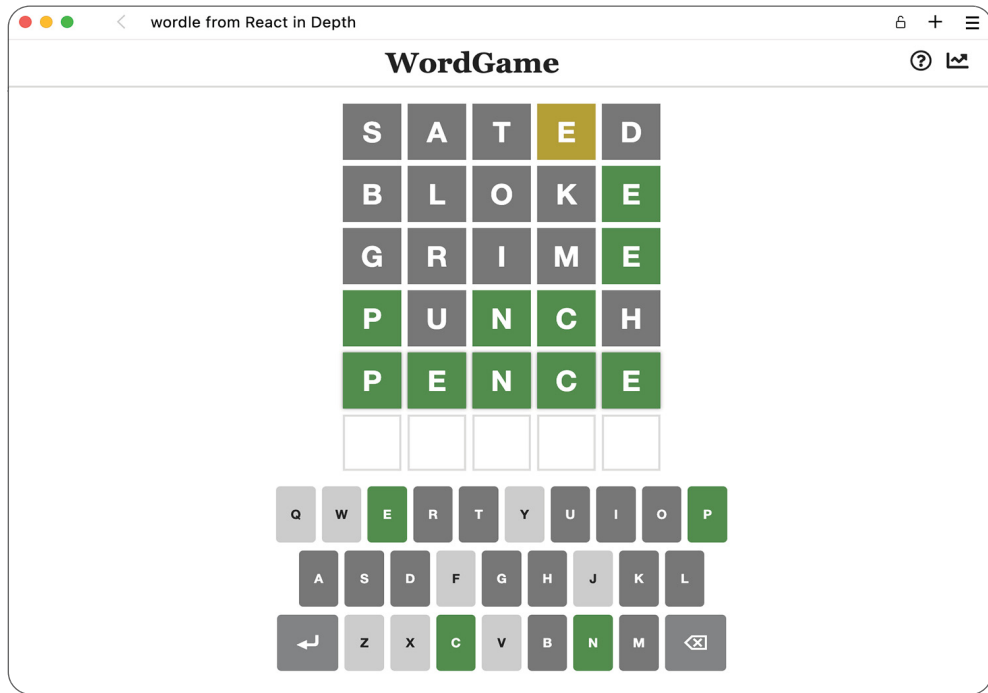 wordle from React in Depth
WordGame
S A T E D
B L O K E
G R I M E
P U N C H
P E N C E
Q W E R T Y U I O P
A S D F G H J K L
Z X C V B N M